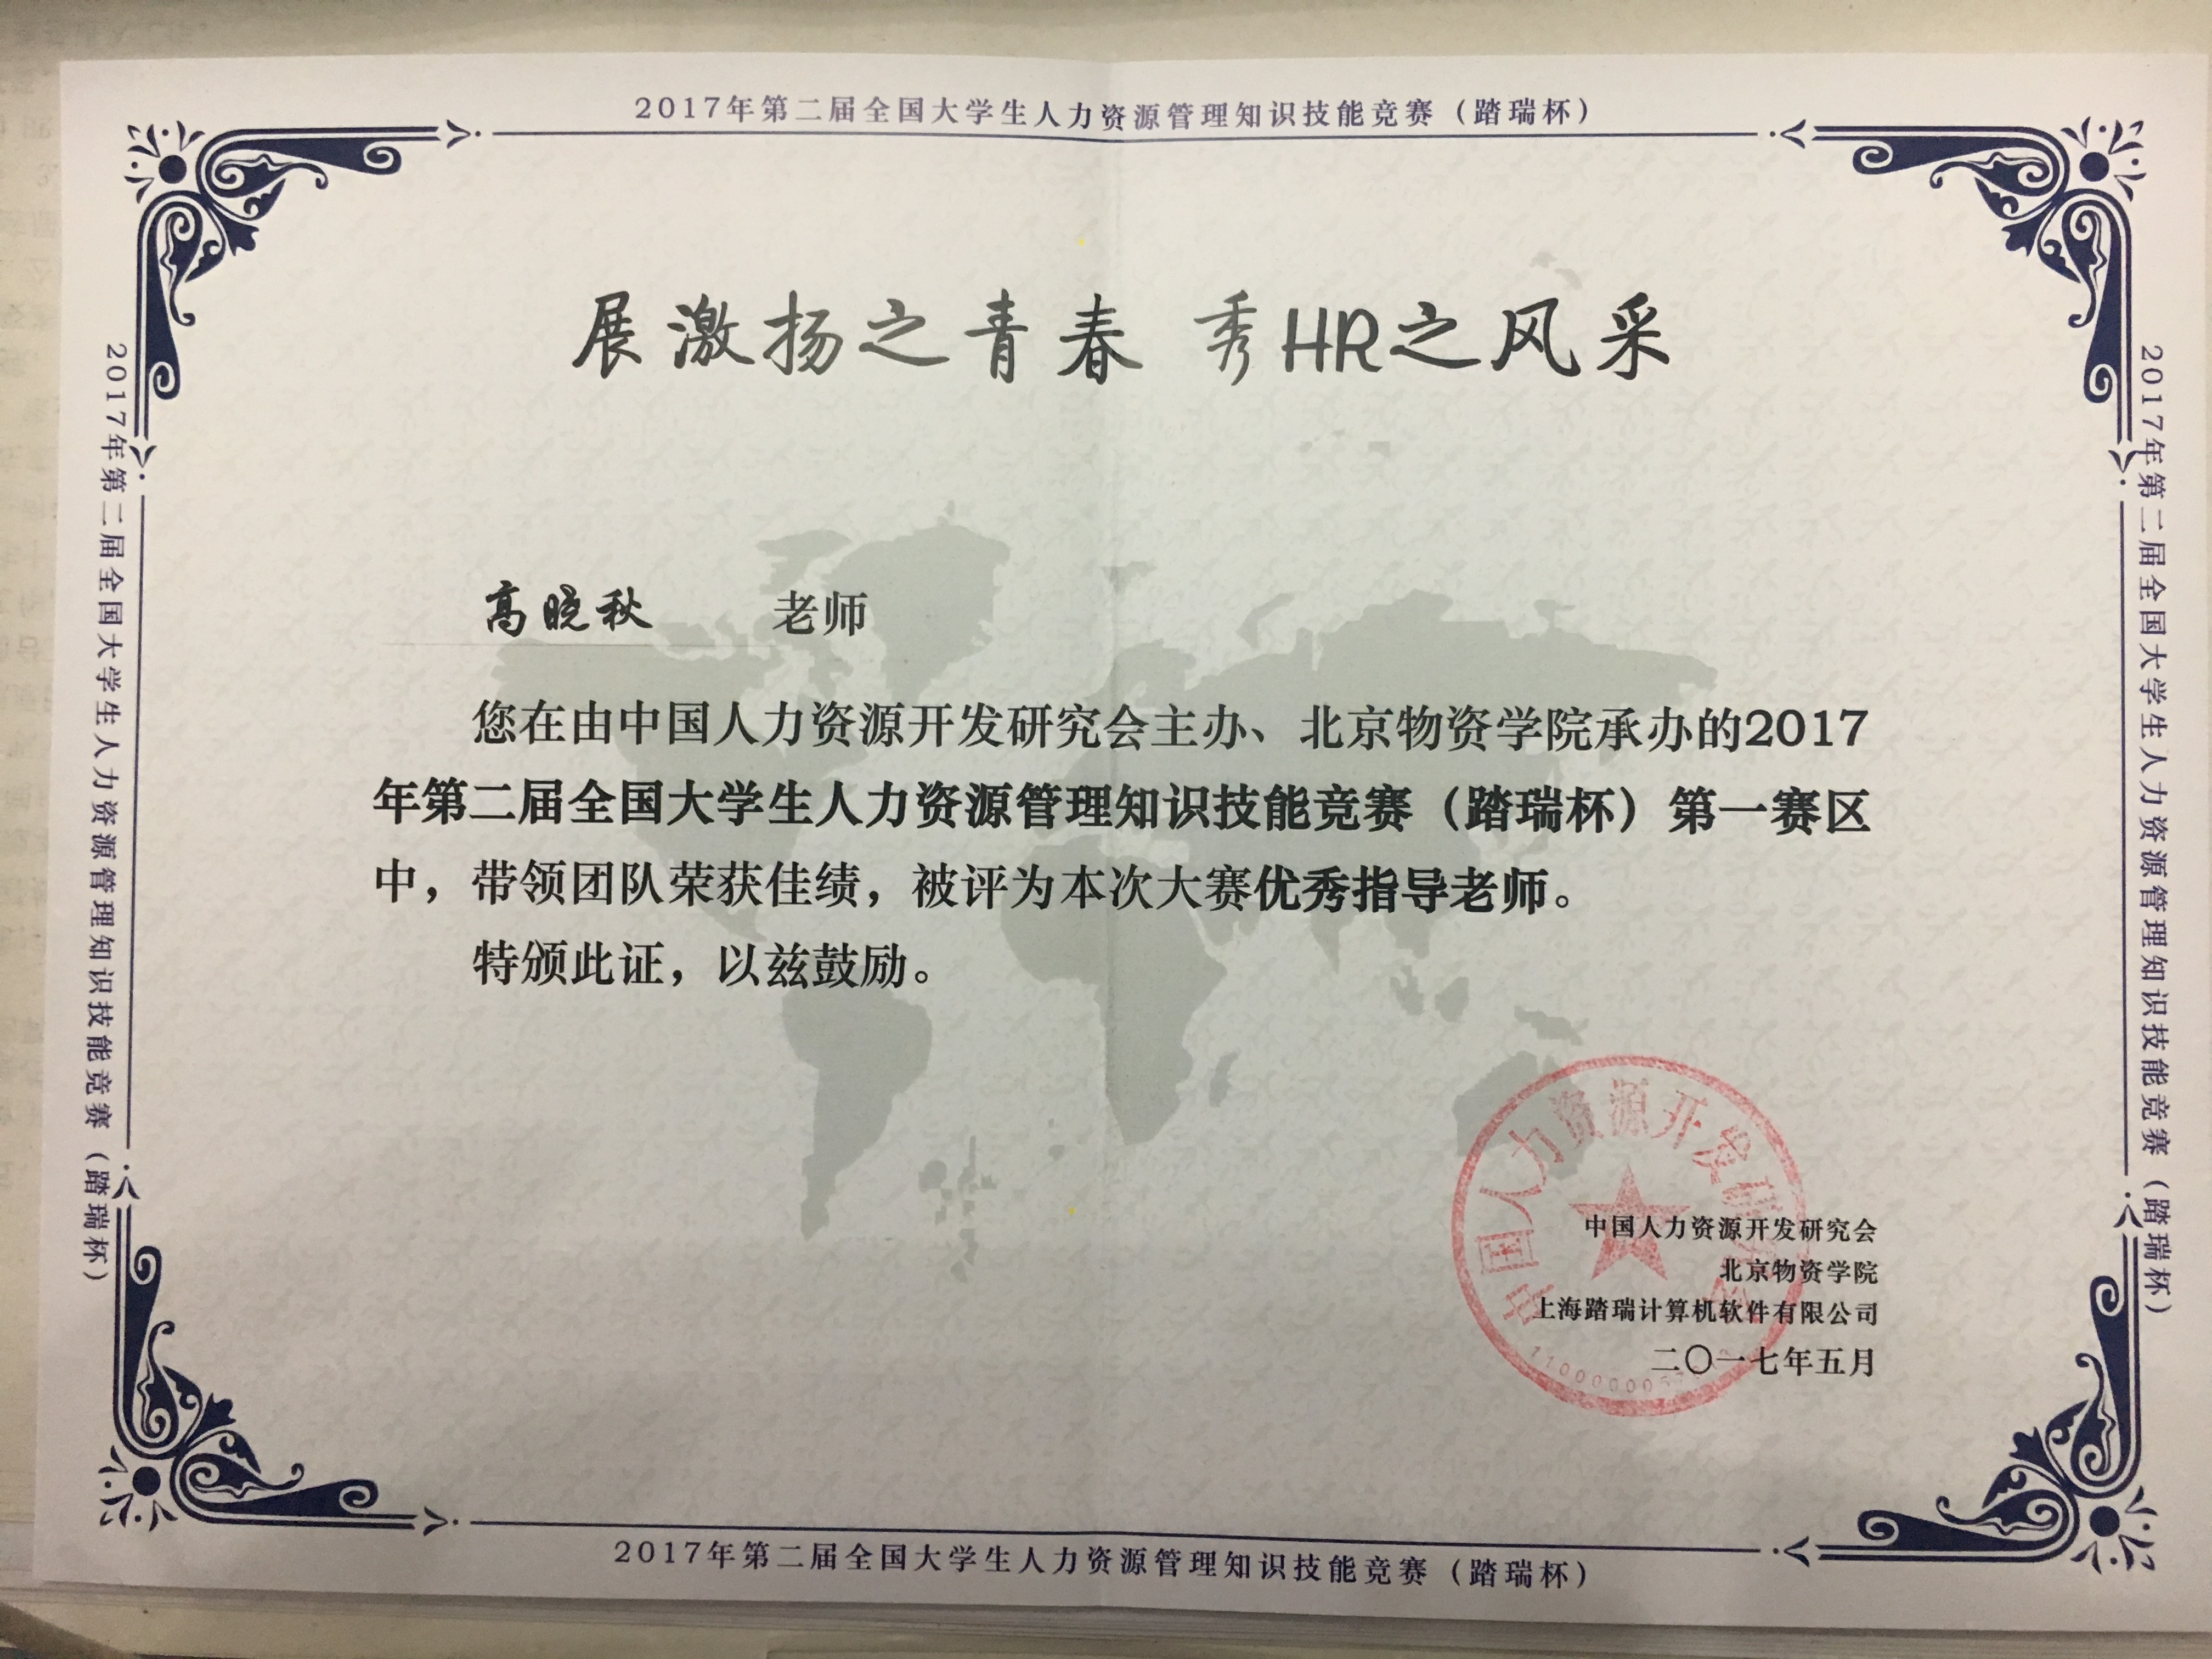 2017年第二届全国大学生人力资源管理知识技能竞赛（踏瑞杯）
2017年第二届全国大学生人力资源管理知识技能竞赛（踏瑞杯）
2017年第二届全国大学生人力资源管理知识技能竞赛（踏瑞杯）
展激扬之青春 秀HR之风采
高晓秋 老师
您在由中国人力资源开发研究会主办、北京物资学院承办的2017
年第二届全国大学生人力资源管理知识技能竞赛（踏瑞杯）第一赛区
中，带领团队荣获佳绩，被评为本次大赛优秀指导老师。
特颁此证，以兹鼓励。
中国人力资源开发研究会
中国人力资源开发研究会
北京物资学院
上海踏瑞计算机软件有限公司
二〇一七年五月
2017年第二届全国大学生人力资源管理知识技能竞赛（踏瑞杯）